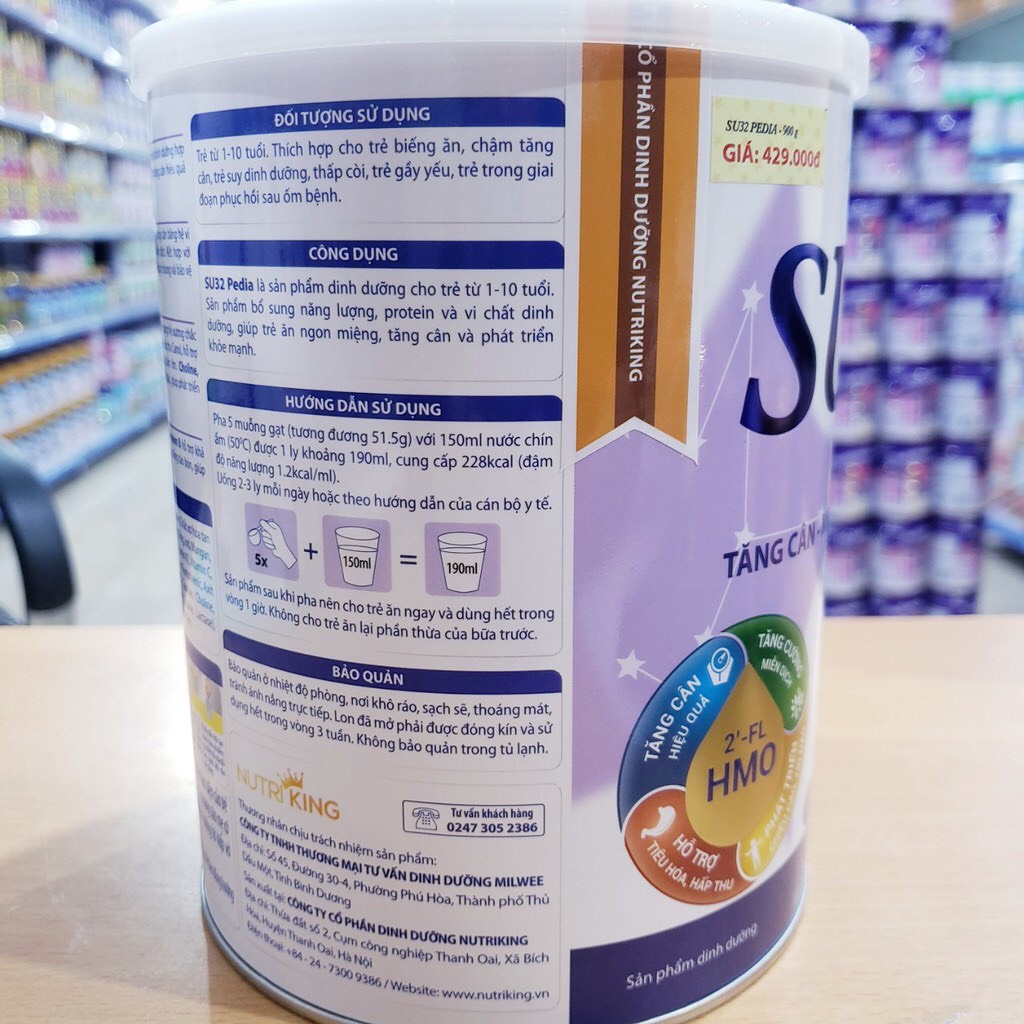 ĐỐI TƯỢNG SỬ DỤNG
Trẻ từ 1-10 tuổi. Thích hợp cho trẻ biếng ăn, chậm tăng
cân, trẻ suy dinh dưỡng, thấp còi, trẻ gầy yếu, trẻ trong giai
đoạn phục hồi sau ốm bệnh.
CÔNG DỤNG
SU32 Pedia là sản phẩm dinh dưỡng cho trẻ từ 1-10 tuổi.
Sản phẩm bổ sung năng lượng, protein và vi chất dinh
dưỡng, giúp trẻ ăn ngon miệng, tăng cân và phát triển
khỏe mạnh.
HƯỚNG DẪN SỬ DỤNG
Pha 5 muỗng gạt (tương đương 51.5g) với 150ml nước chín
ấm (50°C) được 1 ly khoảng 190ml, cung cấp 228kcal (đậm
độ năng lượng 1.2kcal/ml).
Uống 2-3 ly mỗi ngày hoặc theo hướng dẫn của cán bộ y tế.
5x + 150ml = 190ml
Sản phẩm sau khi pha nên cho trẻ ăn ngay và dùng hết trong
vòng 1 giờ. Không cho trẻ ăn lại phần thừa của bữa trước.
BẢO QUẢN
Bảo quản ở nhiệt độ phòng, nơi khô ráo, sạch sẽ, thoáng mát,
tránh ánh nắng trực tiếp. Lon đã mở phải được đóng kín và sử
dụng hết trong vòng 3 tuần. Không bảo quản trong tủ lạnh.
NUTRI KING
Tư vấn khách hàng
0247 305 2386
Thương nhân chịu trách nhiệm sản phẩm:
CÔNG TY TNHH THƯƠNG MẠI TƯ VẤN DINH DƯỠNG MILWEE
Địa chỉ: Số 45, Đường 30-4, Phường Phú Hòa, Thành phố Thủ
Dầu Một, Tỉnh Bình Dương
Sản xuất tại: CÔNG TY CỔ PHẦN DINH DƯỠNG NUTRIKING
Địa chỉ: Thửa đất số 2, Cụm công nghiệp Thanh Oai, Xã Bích
Hòa, Huyện Thanh Oai, Hà Nội
Điện thoại: +84 - 24 - 7300 9386 / Website: www.nutriking.vn
CỔ PHẦN DINH DƯỠNG NUTRIKING
SU32 PEDIA - 900 g
GIÁ: 429.000đ
SU
TĂNG CÂN
TĂNG CÂN
HIỆU QUẢ
TĂNG CƯỜNG
MIỄN DỊCH
2'-FL
HMO
HỖ TRỢ
TIÊU HÓA, HẤP THU
PHÁT TRIỂN
Sản phẩm dinh dưỡng